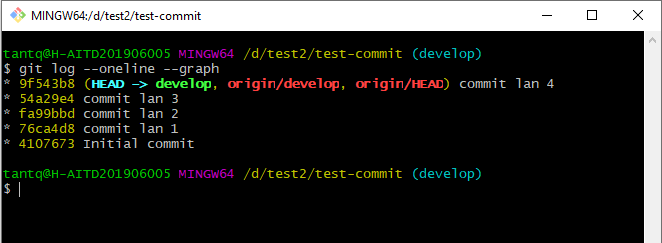 MINGW64:/d/test2/test-commit
tantq@H-AITD201906005 MINGW64 /d/test2/test-commit (develop)
$ git log --oneline --graph
* 9f543b8 (HEAD -> develop, origin/develop, origin/HEAD) commit lan 4
* 54a29e4 commit lan 3
* fa99bbd commit lan 2
* 76ca4d8 commit lan 1
* 4107673 Initial commit
tantq@H-AITD201906005 MINGW64 /d/test2/test-commit (develop)
$